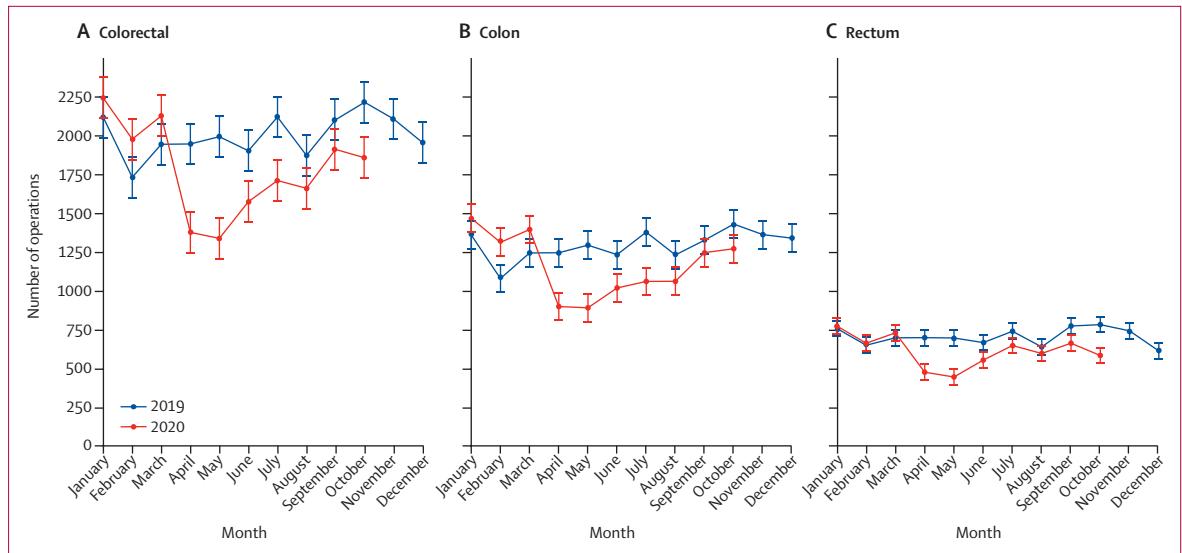 A Colorectal
B Colon
C Rectum
Number of operations
2250
2000
1750
1500
1250
1000
750
500
250
0
2019
2020
January
February
March
April
May
June
July
August
September
October
November
December
January
February
March
April
May
June
July
August
September
October
November
December
January
February
March
April
May
June
July
August
September
October
November
December
Month
Month
Month